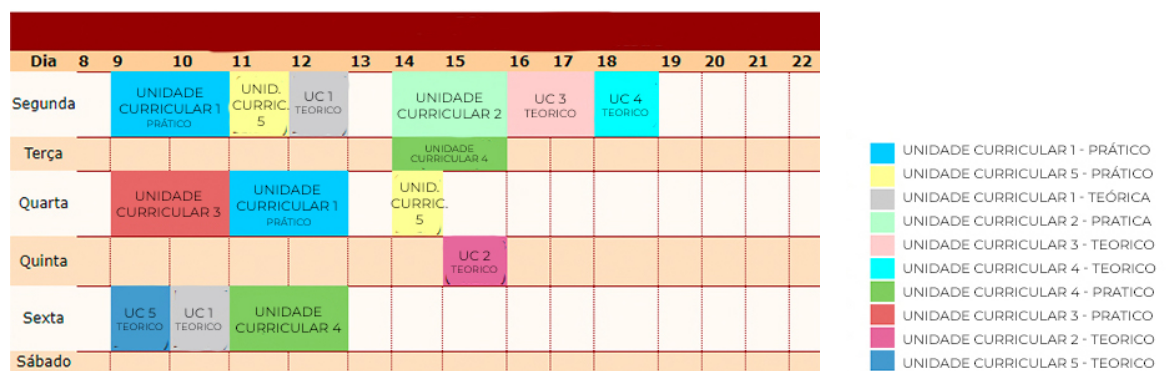 Dia 8 9 10 11 12 13 14 15 16 17 18 19 20 21 22
Segunda
UNIDADE
CURRICULAR 1
PRÁTICO
UNID.
CURRIC.
5
UC 1
TEORICO
UNIDADE
CURRICULAR 2
UC 3
TEORICO
UC 4
TEORICO
Terça
UNIDADE
CURRICULAR 4
Quarta
UNIDADE
CURRICULAR 3
UNIDADE
CURRICULAR 1
PRÁTICO
UNID.
CURRIC.
5
Quinta
UC 2
TEORICO
Sexta
UC 5
TEORICO
UC 1
TEORICO
UNIDADE
CURRICULAR 4
Sábado
UNIDADE CURRICULAR 1 - PRÁTICO
UNIDADE CURRICULAR 5 - PRÁTICO
UNIDADE CURRICULAR 1 - TEÓRICA
UNIDADE CURRICULAR 2 - PRATICA
UNIDADE CURRICULAR 3 - TEORICO
UNIDADE CURRICULAR 4 - TEORICO
UNIDADE CURRICULAR 4 - PRATICO
UNIDADE CURRICULAR 3 - PRATICO
UNIDADE CURRICULAR 2 - TEORICO
UNIDADE CURRICULAR 5 - TEORICO